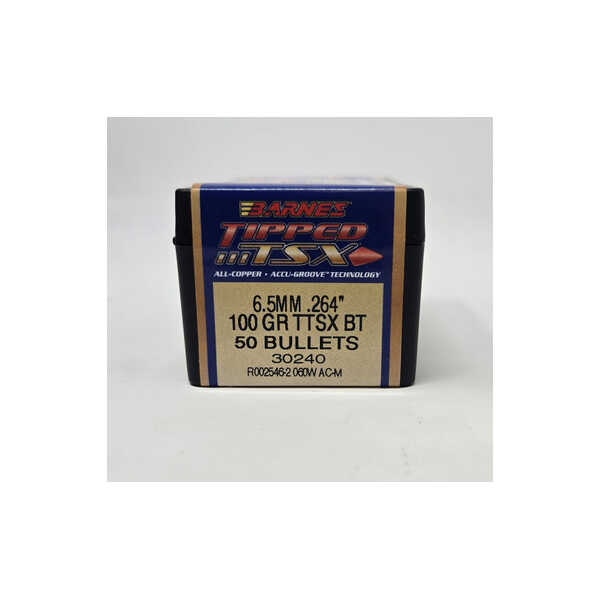 BARNES
TIPPED
TSX
ALL-COPPER • ACCU-GROOVE™ TECHNOLOGY
6.5MM .264"
100 GR TTSX BT
50 BULLETS
30240
R002546-2 060W AC-M